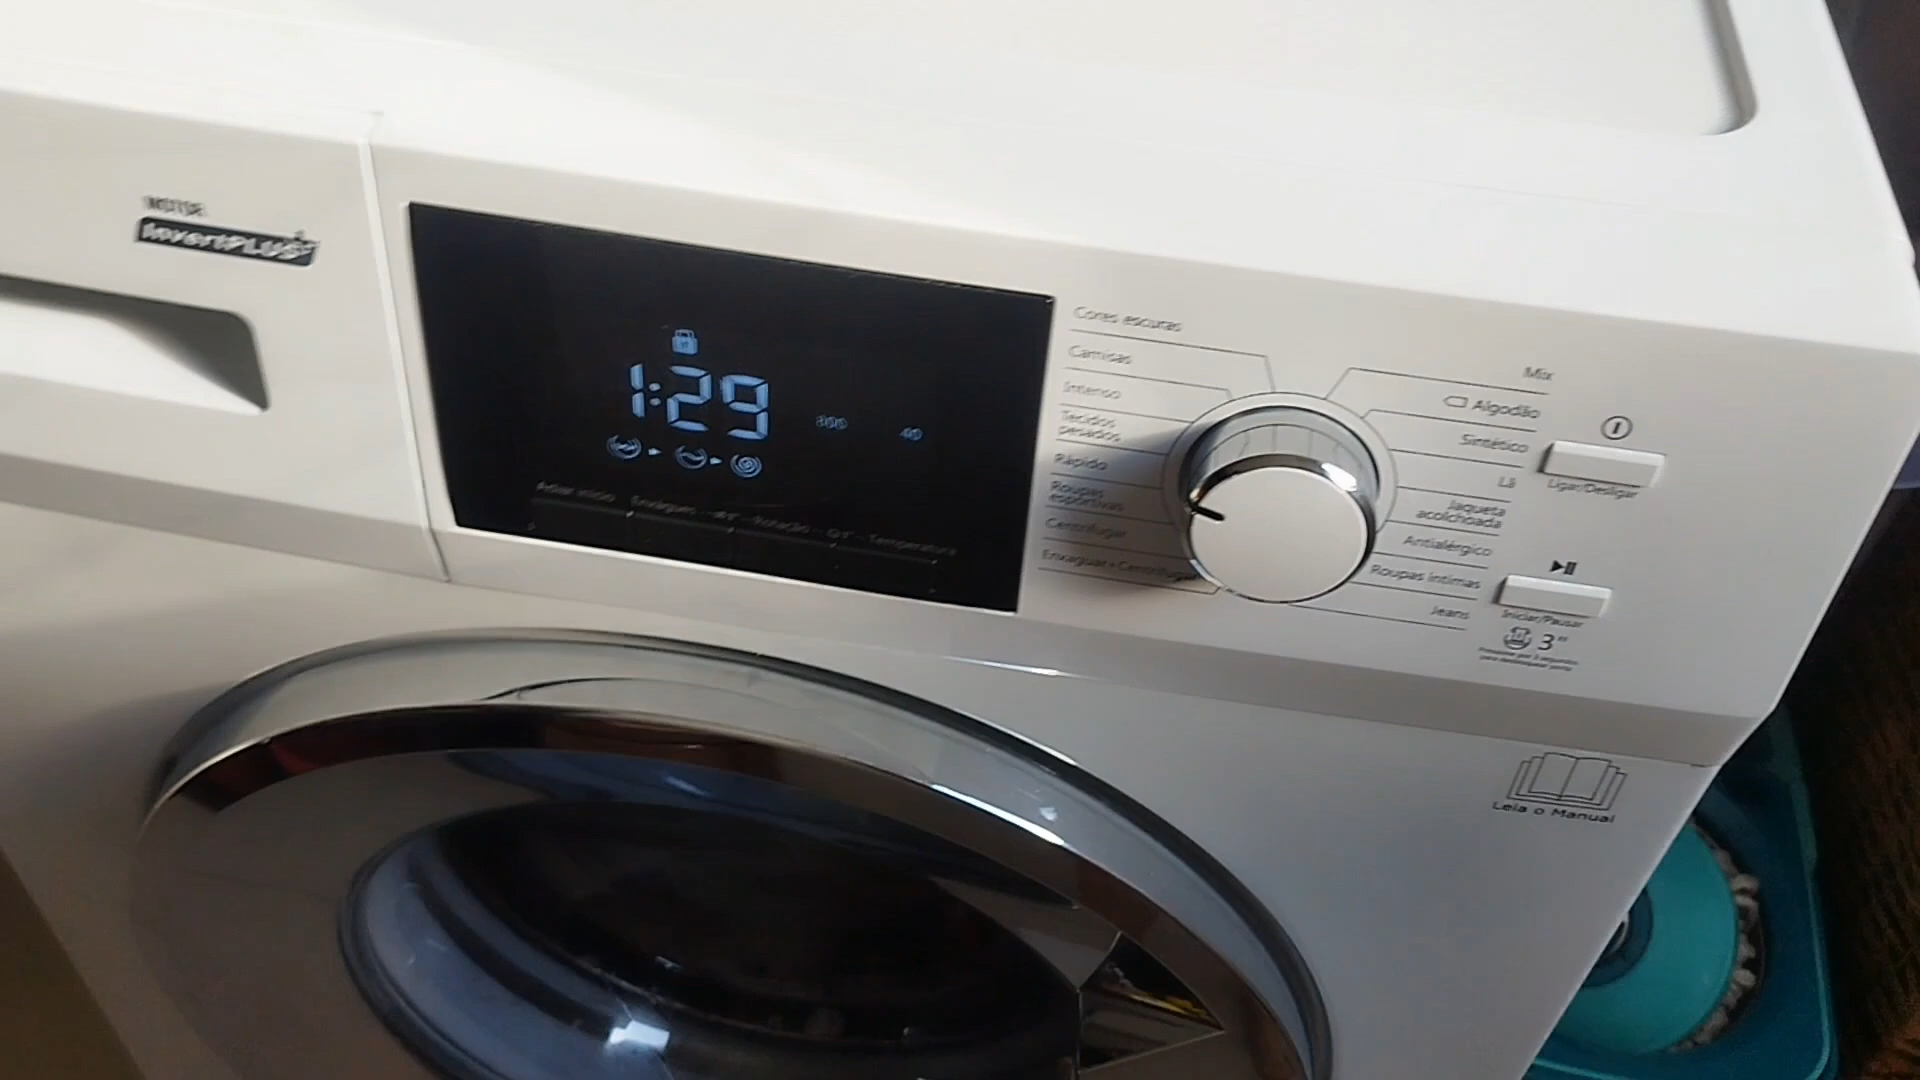 MOTOR
InvertPLUS
1:29
800
40
Adiar início
Enxágues
Rotação
Temperatura
Cores escuras
Camisas
Intenso
Tecidos
pesados
Rápido
Roupas
esportivas
Centrifugar
Enxaguar+Centrifugar
Mix
Algodão
Sintético
Lã
Jaqueta
acolchoada
Antialérgico
Roupas íntimas
Jeans
Ligar/Desligar
Iniciar/Pausar
3"
Leia o Manual